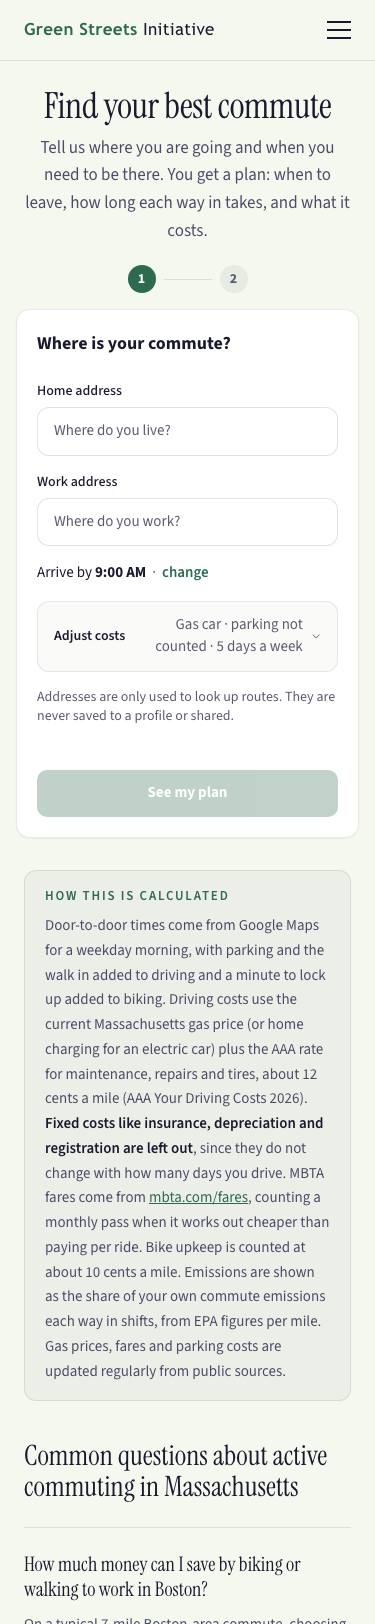 Green Streets Initiative
Find your best commute
Tell us where you are going and when you
need to be there. You get a plan: when to
leave, how long each way in takes, and what it
costs.
1 2
Where is your commute?
Home address
Where do you live?
Work address
Where do you work?
Arrive by 9:00 AM · change
Adjust costs
Gas car · parking not
counted · 5 days a week
Addresses are only used to look up routes. They are
never saved to a profile or shared.
See my plan
HOW THIS IS CALCULATED
Door-to-door times come from Google Maps
for a weekday morning, with parking and the
walk in added to driving and a minute to lock
up added to biking. Driving costs use the
current Massachusetts gas price (or home
charging for an electric car) plus the AAA rate
for maintenance, repairs and tires, about 12
cents a mile (AAA Your Driving Costs 2026).
Fixed costs like insurance, depreciation and
registration are left out, since they do not
change with how many days you drive. MBTA
fares come from mbta.com/fares, counting a
monthly pass when it works out cheaper than
paying per ride. Bike upkeep is counted at
about 10 cents a mile. Emissions are shown
as the share of your own commute emissions
each way in shifts, from EPA figures per mile.
Gas prices, fares and parking costs are
updated regularly from public sources.
Common questions about active
commuting in Massachusetts
How much money can I save by biking or
walking to work in Boston?
On a typical 7-mile Boston-area commute, choosing